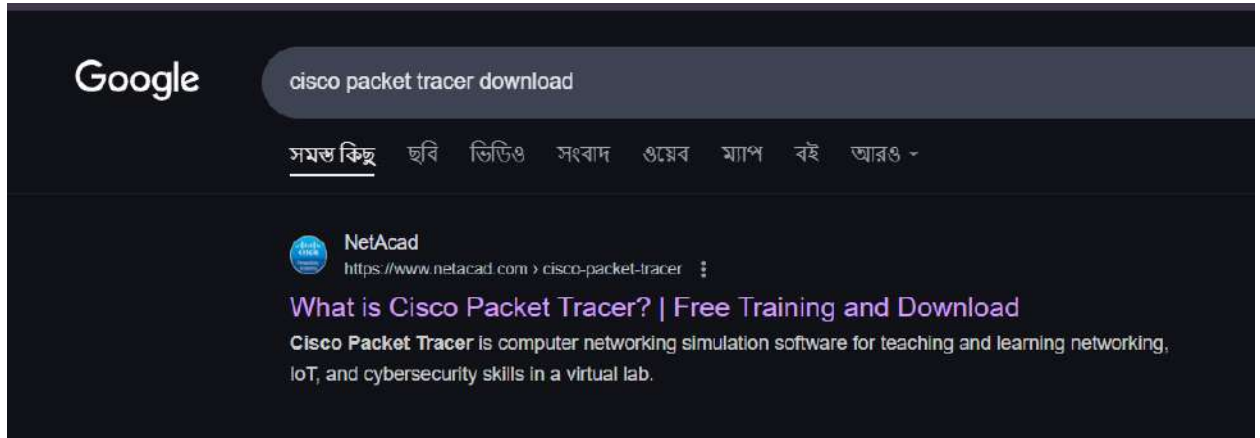 Google
cisco packet tracer download
সমস্ত কিছু ছবি ভিডিও সংবাদ ওয়েব ম্যাপ বই আরও
NetAcad
https://www.netacad.com › cisco-packet-tracer
What is Cisco Packet Tracer? | Free Training and Download
Cisco Packet Tracer is computer networking simulation software for teaching and learning networking,
IoT, and cybersecurity skills in a virtual lab.